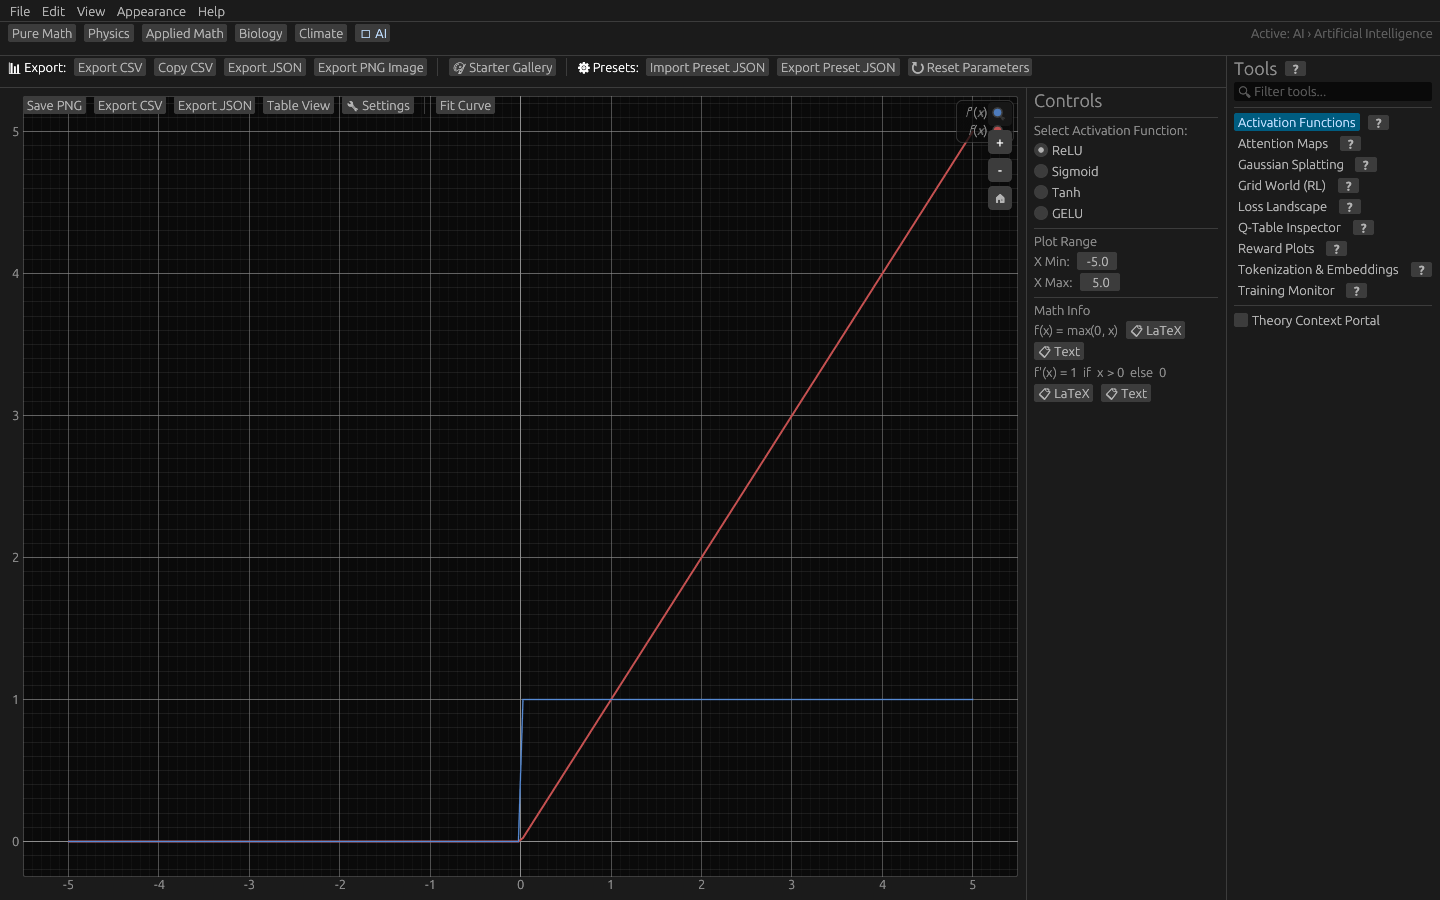 File Edit View Appearance Help
Pure Math Physics Applied Math Biology Climate AI Active: AI › Artificial Intelligence
Export: Export CSV Copy CSV Export JSON Export PNG Image Starter Gallery Presets: Import Preset JSON Export Preset JSON Reset Parameters
Save PNG Export CSV Export JSON Table View Settings Fit Curve
f'(x)
f(x)
+
-
5
4
3
2
1
0
-5 -4 -3 -2 -1 0 1 2 3 4 5
Controls
Select Activation Function:
ReLU
Sigmoid
Tanh
GELU
Plot Range
X Min: -5.0
X Max: 5.0
Math Info
f(x) = max(0, x) LaTeX
Text
f'(x) = 1 if x > 0 else 0
LaTeX Text
Tools ?
Filter tools...
Activation Functions ?
Attention Maps ?
Gaussian Splatting ?
Grid World (RL) ?
Loss Landscape ?
Q-Table Inspector ?
Reward Plots ?
Tokenization & Embeddings ?
Training Monitor ?
Theory Context Portal